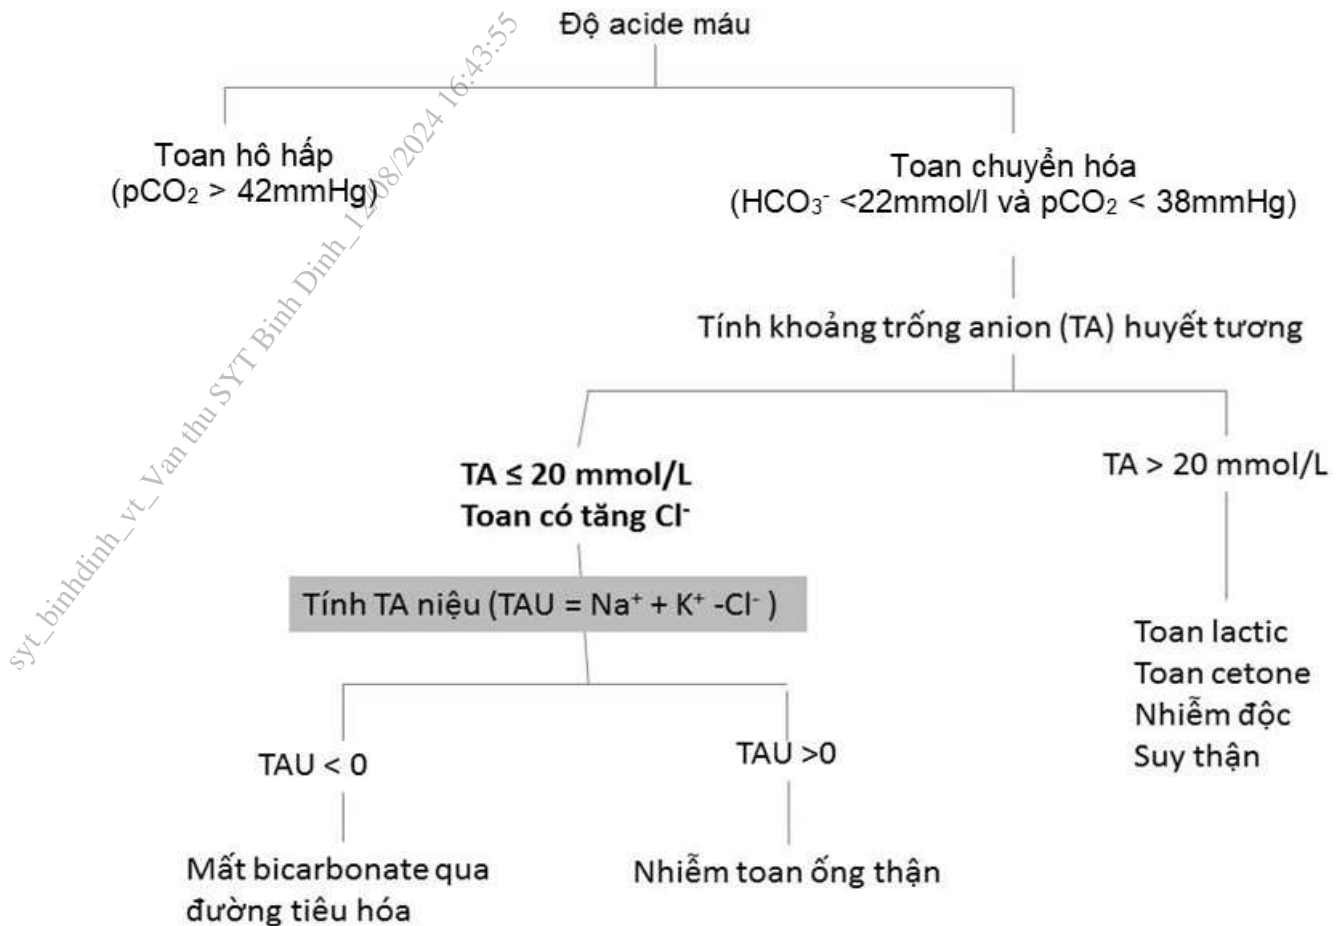 Độ acide máu
Toan hô hấp
(pCO₂ > 42mmHg)
Toan chuyển hóa
(HCO₃⁻ <22mmol/l và pCO₂ < 38mmHg)
Tính khoảng trống anion (TA) huyết tương
TA ≤ 20 mmol/L
Toan có tăng Cl⁻
TA > 20 mmol/L
Tính TA niệu (TAU = Na⁺ + K⁺ -Cl⁻ )
Toan lactic
Toan cetone
Nhiễm độc
Suy thận
TAU < 0
TAU >0
Mất bicarbonate qua
đường tiêu hóa
Nhiễm toan ống thận
syt_binhdinh_vt_Van thu SYT Binh Dinh_12/08/2024 16:43:55